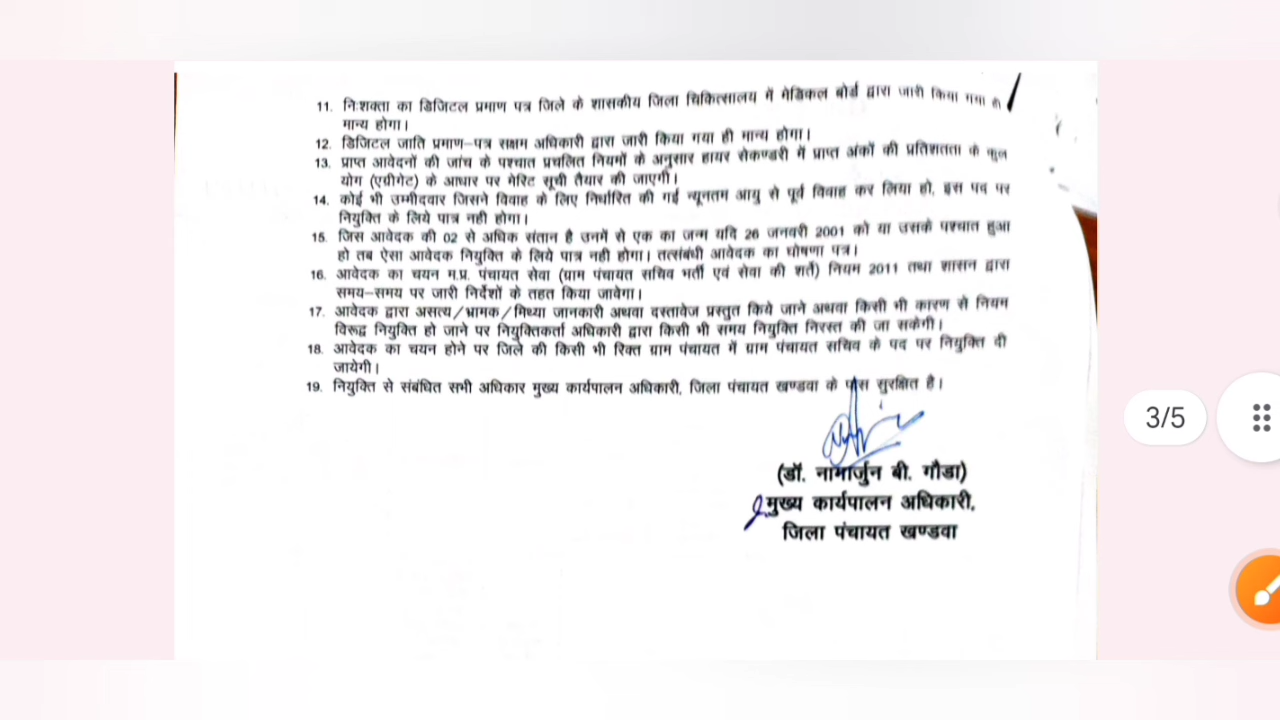 11. निःशक्ता का डिजिटल प्रमाण पत्र जिले के शासकीय जिला चिकित्सालय में मेडिकल बोर्ड द्वारा जारी किया गया ही
मान्य होगा।
12. डिजिटल जाति प्रमाण–पत्र सक्षम अधिकारी द्वारा जारी किया गया ही मान्य होगा।
13. प्राप्त आवेदनों की जांच के पश्चात प्रचलित नियमों के अनुसार हायर सेकण्डरी में प्राप्त अंकों की प्रतिशतता के कुल
योग (एग्रीगेट) के आधार पर मेरिट सूची तैयार की जाएगी।
14. कोई भी उम्मीदवार जिसने विवाह के लिए निर्धारित की गई न्यूनतम आयु से पूर्व विवाह कर लिया हो, इस पद पर
नियुक्ति के लिये पात्र नही होगा।
15. जिस आवेदक की 02 से अधिक संतान है उनमें से एक का जन्म यदि 26 जनवरी 2001 को या उसके पश्चात हुआ
हो तब ऐसा आवेदक नियुक्ति के लिये पात्र नही होगा। तत्संबंधी आवेदक का घोषणा पत्र।
16. आवेदक का चयन म.प्र. पंचायत सेवा (ग्राम पंचायत सचिव भर्ती एवं सेवा की शर्ते) नियम 2011 तथा शासन द्वारा
समय–समय पर जारी निर्देशों के तहत किया जावेगा।
17. आवेदक द्वारा असत्य/भ्रामक/मिथ्या जानकारी अथवा दस्तावेज प्रस्तुत किये जाने अथवा किसी भी कारण से नियम
विरूद्व नियुक्ति हो जाने पर नियुक्तिकर्ता अधिकारी द्वारा किसी भी समय नियुक्ति निरस्त की जा सकेगी।
18. आवेदक का चयन होने पर जिले की किसी भी रिक्त ग्राम पंचायत में ग्राम पंचायत सचिव के पद पर नियुक्ति दी
जायेगी।
19. नियुक्ति से संबंधित सभी अधिकार मुख्य कार्यपालन अधिकारी, जिला पंचायत खण्डवा के पास सुरक्षित है।
(डॉ. नागार्जुन बी. गौडा)
मुख्य कार्यपालन अधिकारी,
जिला पंचायत खण्डवा
3/5